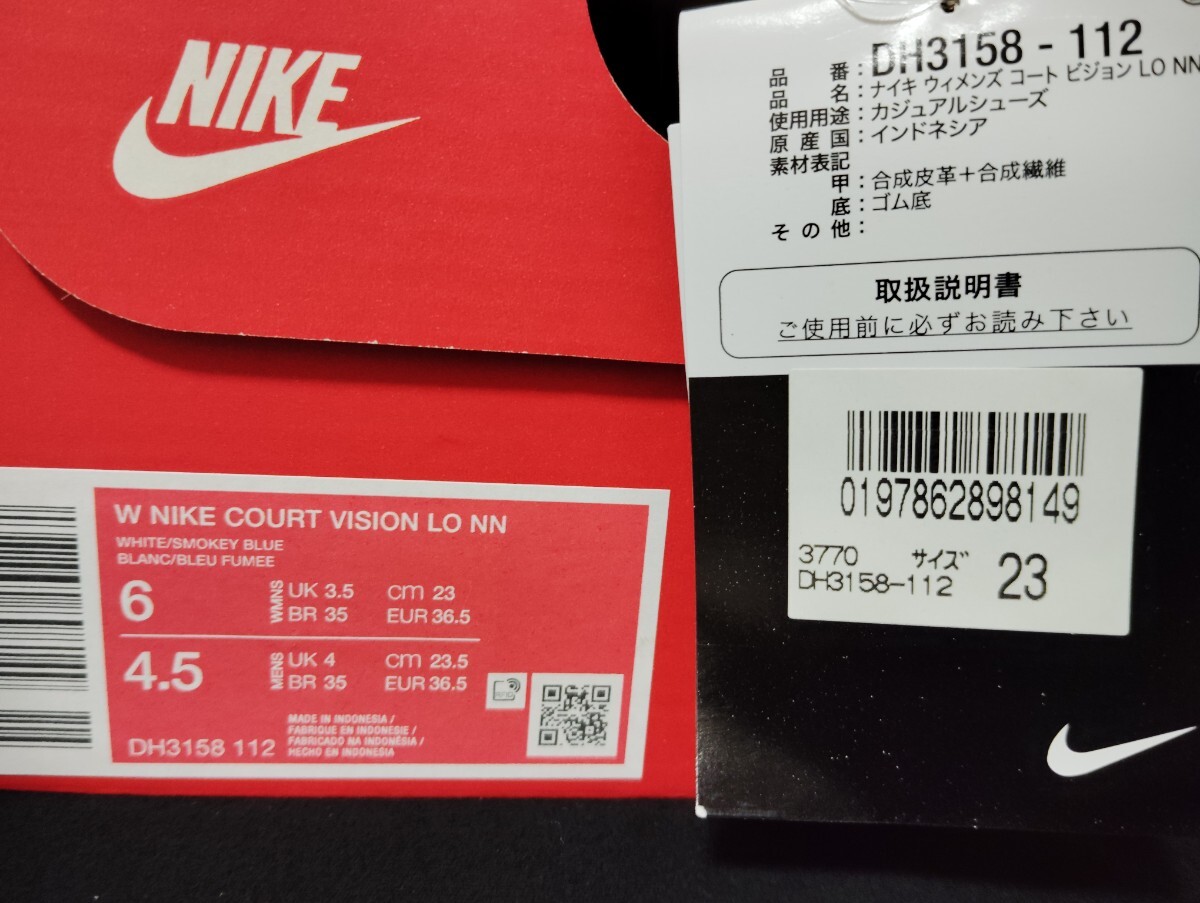 NIKE
W NIKE COURT VISION LO NN
WHITE/SMOKEY BLUE
BLANC/BLEU FUMEE
6 WMNS UK 3.5 cm 23
BR 35 EUR 36.5
4.5 MENS UK 4 cm 23.5
BR 35 EUR 36.5
DH3158 112
MADE IN INDONESIA /
FABRIQUE EN INDONESIE /
FABRICADO NA INDONÉSIA /
HECHO EN INDONESIA
品番:DH3158 - 112
品名:ナイキ ウィメンズ コート ビジョン LO NN
使用用途:カジュアルシューズ
原産国:インドネシア
素材表記
甲:合成皮革+合成繊維
底:ゴム底
その他:
取扱説明書
ご使用前に必ずお読み下さい
0197862898149
3770 サイズ 23
DH3158-112